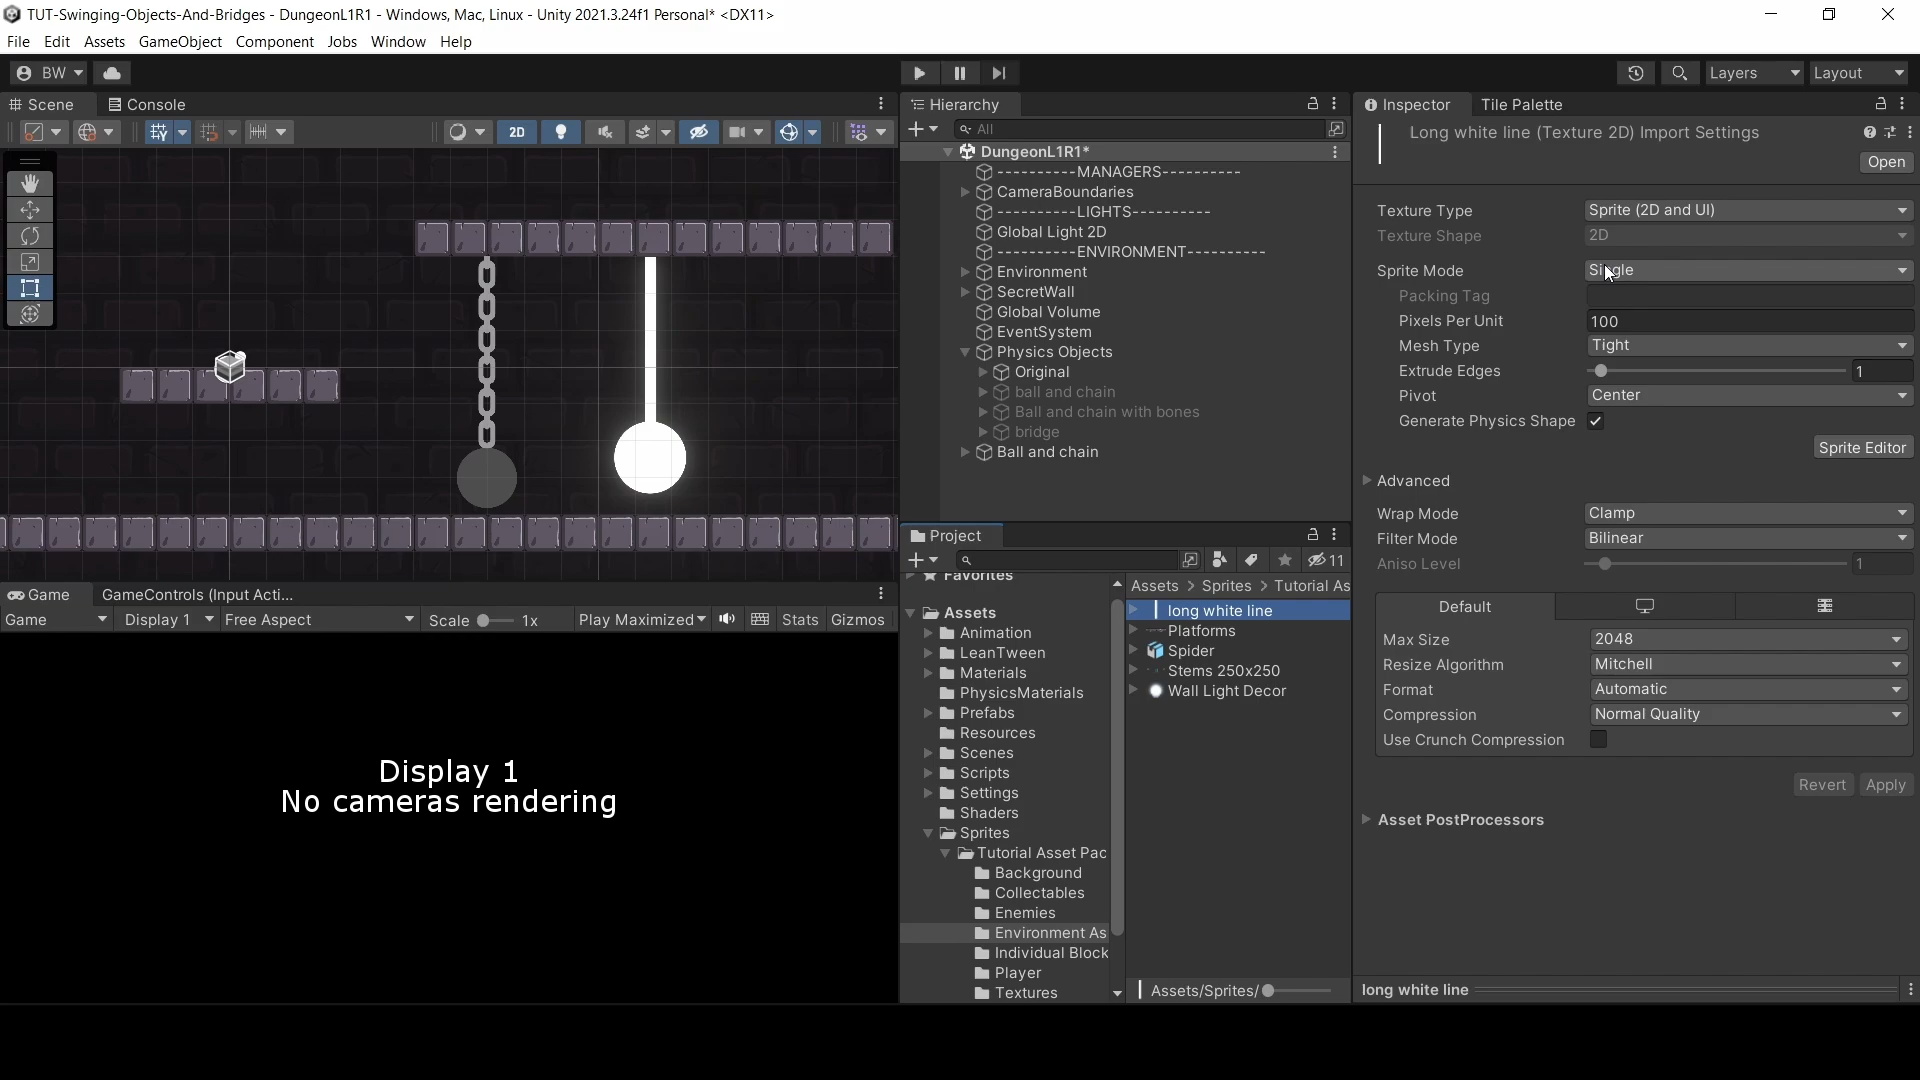 TUT-Swinging-Objects-And-Bridges - DungeonL1R1 - Windows, Mac, Linux - Unity 2021.3.24f1 Personal* <DX11>
File Edit Assets GameObject Component Jobs Window Help
BW
Layers
Layout
Scene
Console
2D
Hierarchy
All
DungeonL1R1*
----------MANAGERS----------
CameraBoundaries
----------LIGHTS----------
Global Light 2D
----------ENVIRONMENT----------
Environment
SecretWall
Global Volume
EventSystem
Physics Objects
Original
ball and chain
Ball and chain with bones
bridge
Ball and chain
Inspector
Tile Palette
Long white line (Texture 2D) Import Settings
Open
Texture Type Sprite (2D and UI)
Texture Shape 2D
Sprite Mode Single
Packing Tag
Pixels Per Unit 100
Mesh Type Tight
Extrude Edges 1
Pivot Center
Generate Physics Shape
Sprite Editor
Advanced
Wrap Mode Clamp
Filter Mode Bilinear
Aniso Level 1
Default
Max Size 2048
Resize Algorithm Mitchell
Format Automatic
Compression Normal Quality
Use Crunch Compression
Revert Apply
Asset PostProcessors
long white line
Game
GameControls (Input Acti...
Game Display 1 Free Aspect Scale 1x Play Maximized Stats Gizmos
Display 1
No cameras rendering
Project
11
Favorites
Assets
Animation
LeanTween
Materials
PhysicsMaterials
Prefabs
Resources
Scenes
Scripts
Settings
Shaders
Sprites
Tutorial Asset Pac
Background
Collectables
Enemies
Environment As
Individual Block
Player
Textures
Assets > Sprites > Tutorial As
long white line
Platforms
Spider
Stems 250x250
Wall Light Decor
Assets/Sprites/